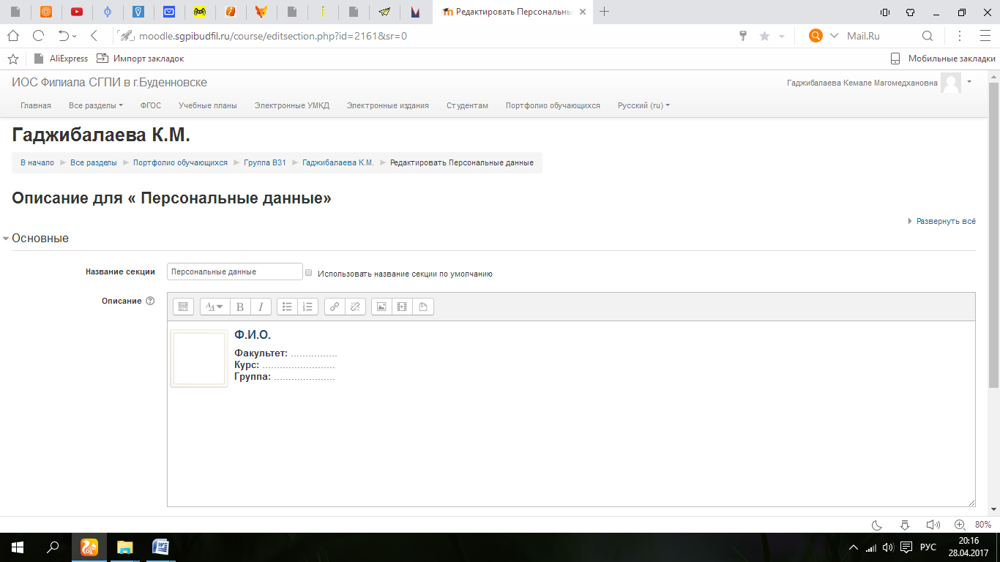 Редактировать Персональны
moodle.sgpibudfil.ru/course/editsection.php?id=2161&sr=0
Mail.Ru
AliExpress
Импорт закладок
Мобильные закладки
ИОС Филиала СГПИ в г.Буденновске
Гаджибалаева Кемале Магомедхановна
Главная Все разделы ФГОС Учебные планы Электронные УМКД Электронные издания Студентам Портфолио обучающихся Русский (ru)
Гаджибалаева К.М.
В начало Все разделы Портфолио обучающихся Группа В31 Гаджибалаева К.М. Редактировать Персональные данные
Описание для « Персональные данные»
Развернуть всё
Основные
Название секции Персональные данные Использовать название секции по умолчанию
Описание
B I
Ф.И.О.
Факультет: ................
Курс: .........................
Группа: .....................
80%
РУС
20:16
28.04.2017